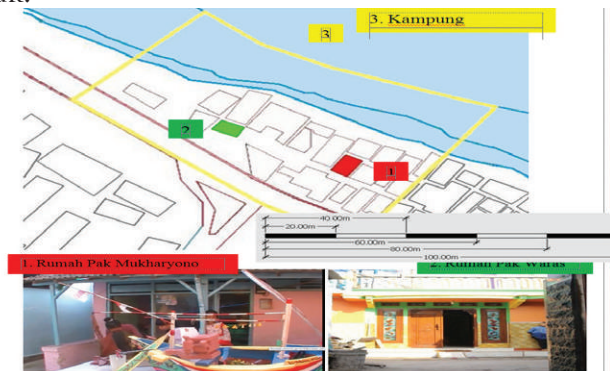 uk.
3
3. Kampung
2
1
40.00m
20.00m
60.00m
80.00m
100.00m
1. Rumah Pak Mukharyono
2. Rumah Pak Waras